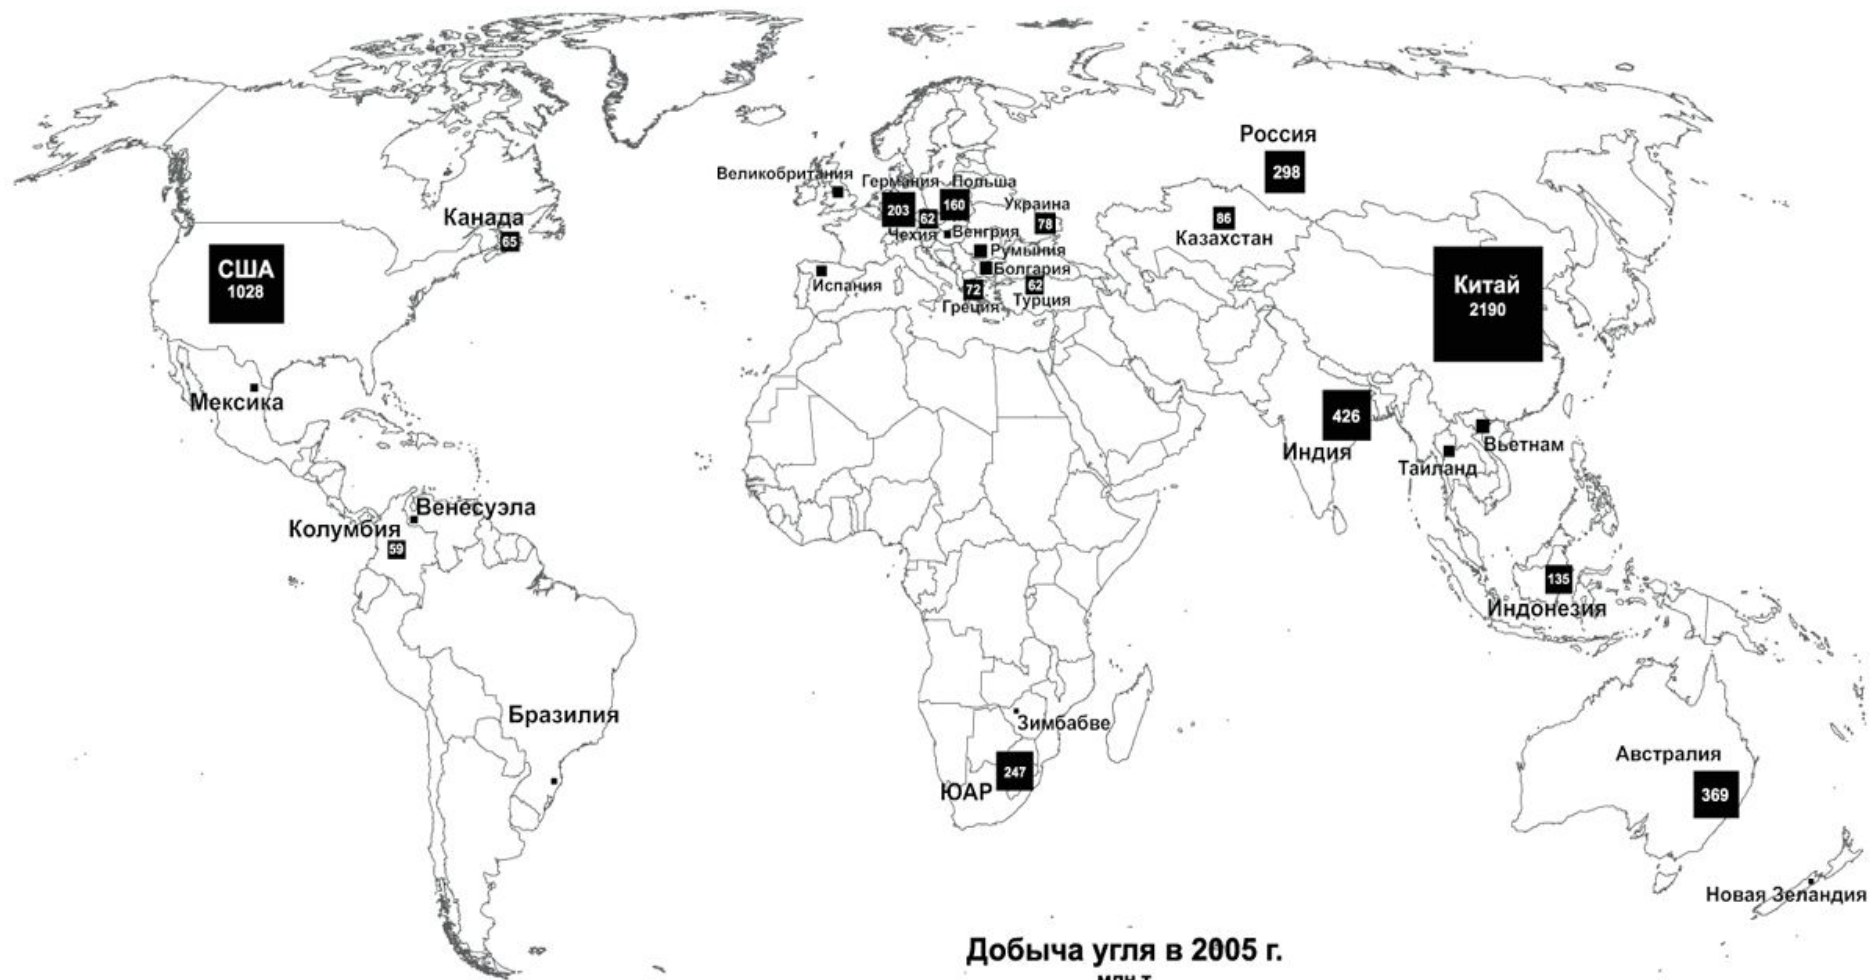 Россия
298
Великобритания
Германия
Польша
203
62
160
Украина
78
86
Канада
65
Чехия
Венгрия
Казахстан
Румыния
США
1028
Болгария
Испания
72
62
Китай
2190
Греция
Турция
Мексика
426
Индия
Вьетнам
Таиланд
Венесуэла
Колумбия
59
135
Индонезия
Бразилия
Зимбабве
Австралия
247
ЮАР
369
Новая Зеландия
Добыча угля в 2005 г.
млн т